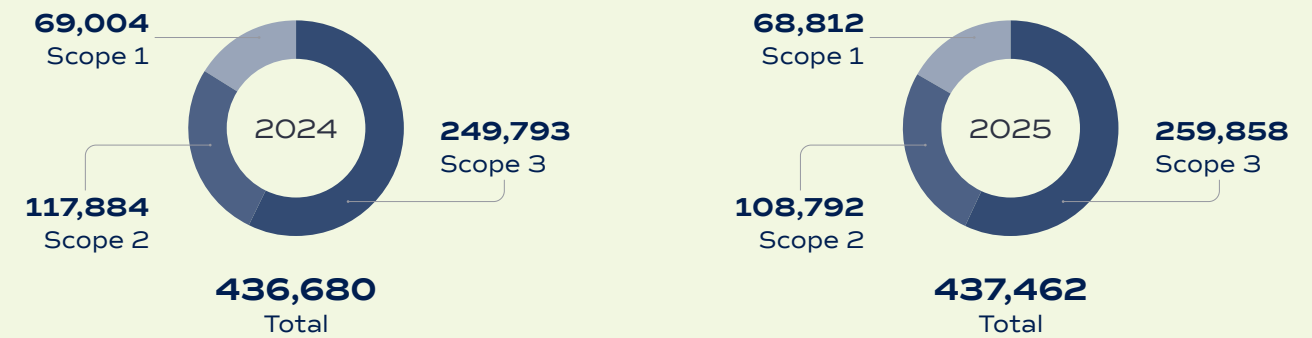 69,004
Scope 1
2024
249,793
Scope 3
117,884
Scope 2
436,680
Total
68,812
Scope 1
2025
259,858
Scope 3
108,792
Scope 2
437,462
Total